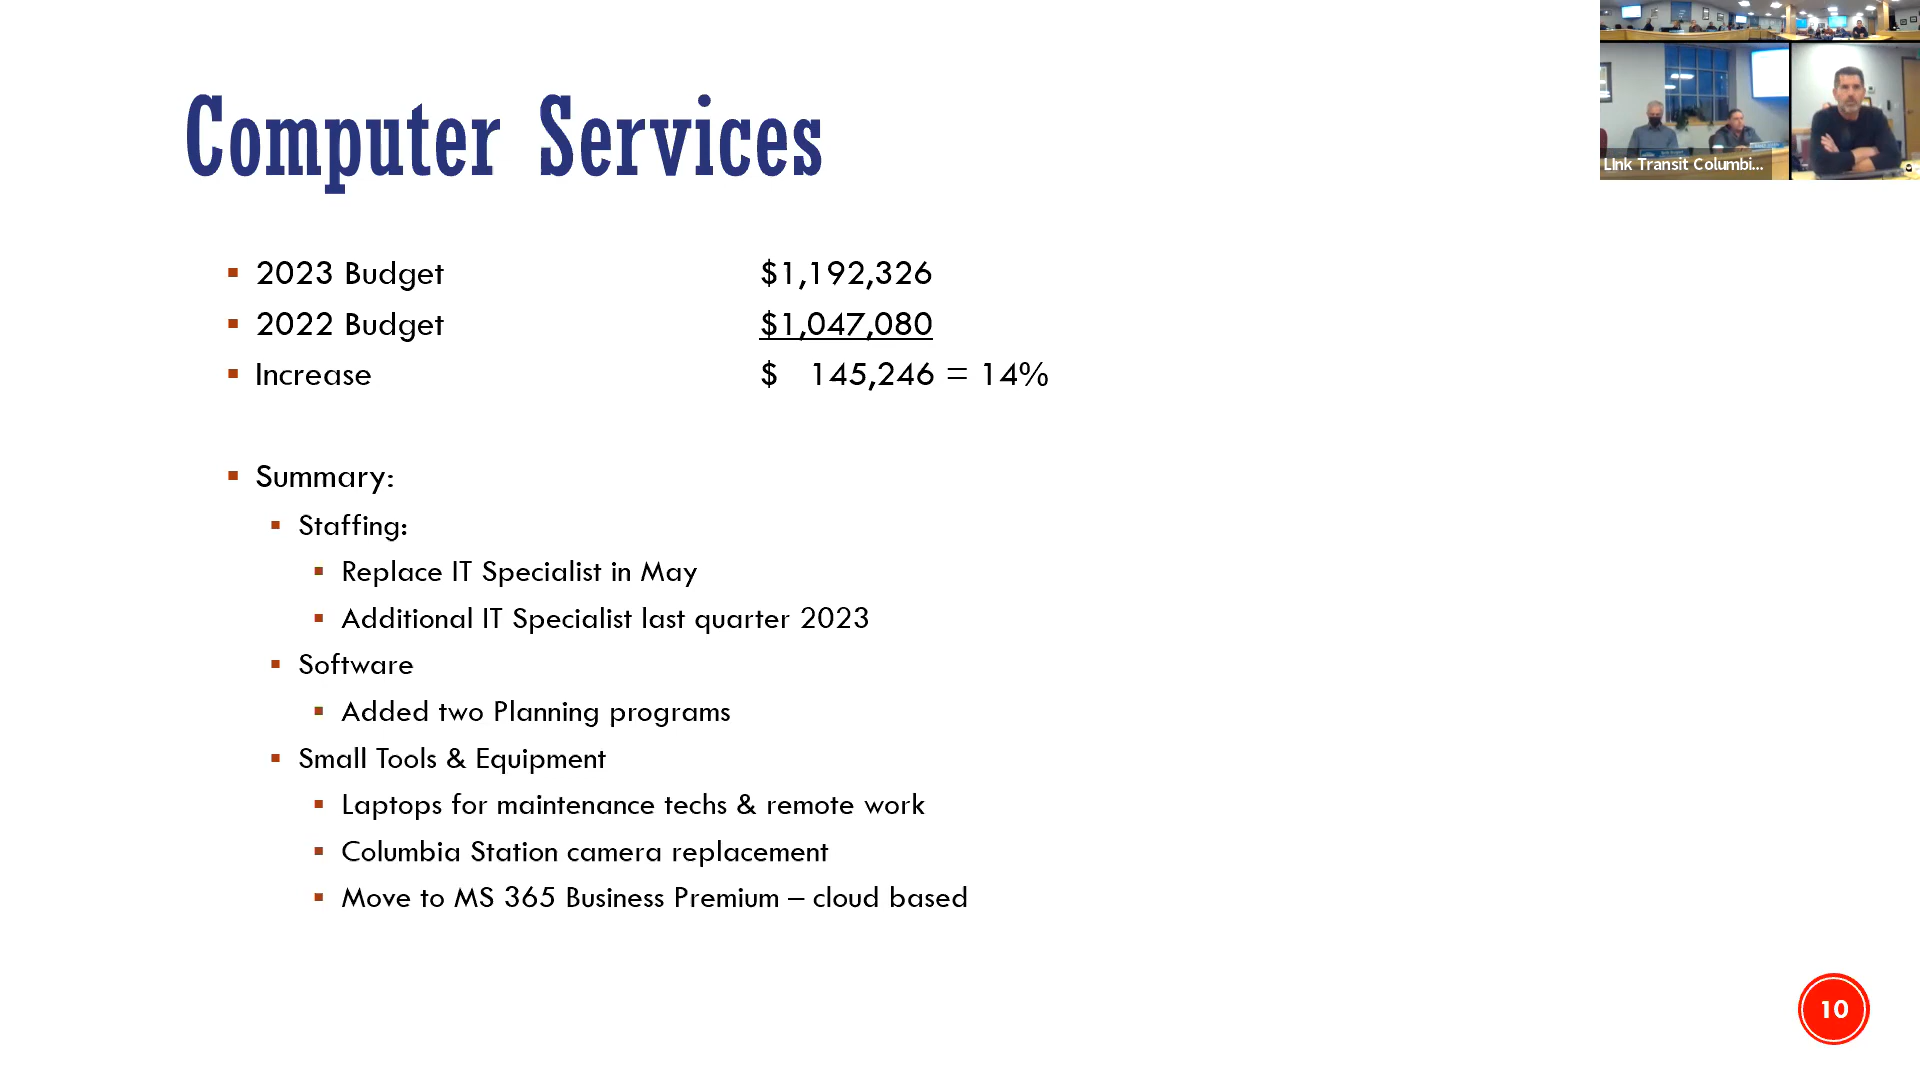 Computer Services
2023 Budget $1,192,326
2022 Budget $1,047,080
Increase $ 145,246 = 14%
Summary:
Staffing:
Replace IT Specialist in May
Additional IT Specialist last quarter 2023
Software
Added two Planning programs
Small Tools & Equipment
Laptops for maintenance techs & remote work
Columbia Station camera replacement
Move to MS 365 Business Premium – cloud based
10
LInk Transit Columbi...